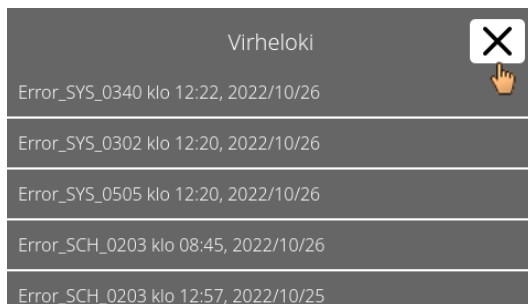 Virheloki
Error_SYS_0340 klo 12:22, 2022/10/26
Error_SYS_0302 klo 12:20, 2022/10/26
Error_SYS_0505 klo 12:20, 2022/10/26
Error_SCH_0203 klo 08:45, 2022/10/26
Error_SCH_0203 klo 12:57, 2022/10/25